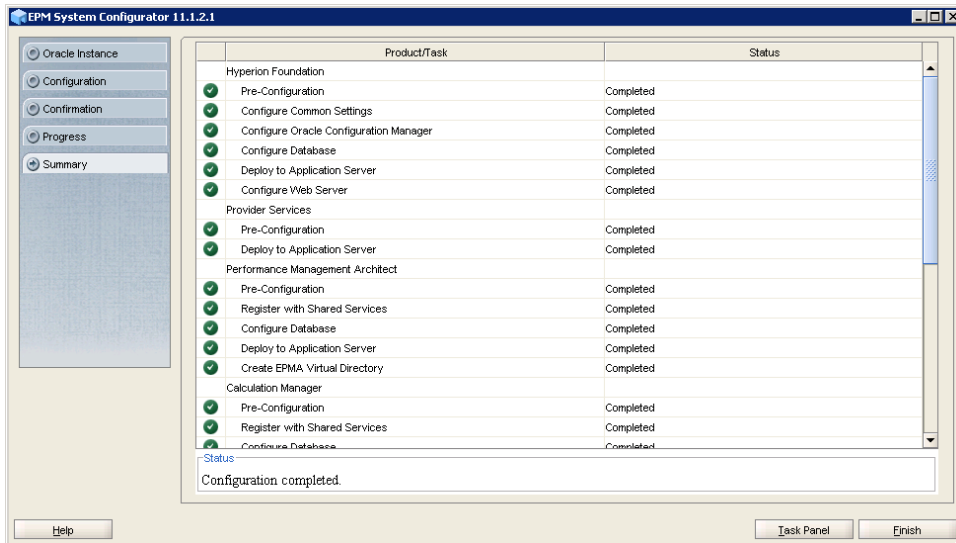 EPM System Configurator 11.1.2.1
Oracle Instance
Configuration
Confirmation
Progress
Summary
Product/Task Status
Hyperion Foundation
Pre-Configuration Completed
Configure Common Settings Completed
Configure Oracle Configuration Manager Completed
Configure Database Completed
Deploy to Application Server Completed
Configure Web Server Completed
Provider Services
Pre-Configuration Completed
Deploy to Application Server Completed
Performance Management Architect
Pre-Configuration Completed
Register with Shared Services Completed
Configure Database Completed
Deploy to Application Server Completed
Create EPMA Virtual Directory Completed
Calculation Manager
Pre-Configuration Completed
Register with Shared Services Completed
Configure Database Completed
Status
Configuration completed.
Help Task Panel Finish